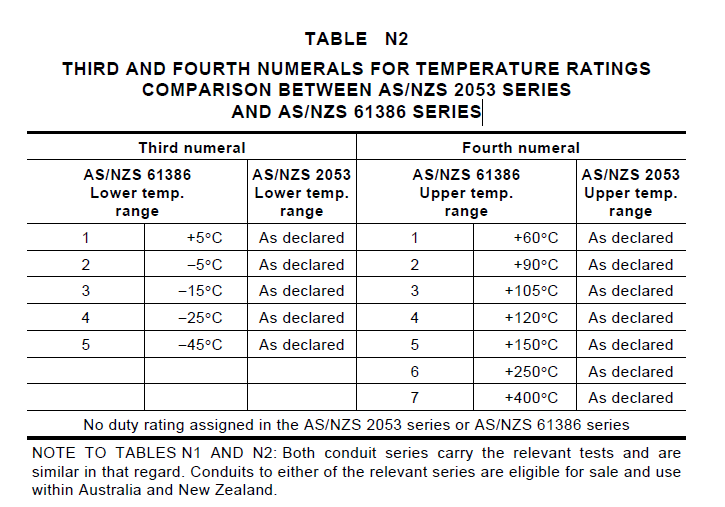 TABLE N2
THIRD AND FOURTH NUMERALS FOR TEMPERATURE RATINGS
COMPARISON BETWEEN AS/NZS 2053 SERIES
AND AS/NZS 61386 SERIES
Third numeral Fourth numeral
AS/NZS 61386 AS/NZS 2053 AS/NZS 61386 AS/NZS 2053
Lower temp. Lower temp. Upper temp. Upper temp.
range range range range
1 +5°C As declared 1 +60°C As declared
2 –5°C As declared 2 +90°C As declared
3 –15°C As declared 3 +105°C As declared
4 –25°C As declared 4 +120°C As declared
5 –45°C As declared 5 +150°C As declared
6 +250°C As declared
7 +400°C As declared
No duty rating assigned in the AS/NZS 2053 series or AS/NZS 61386 series
NOTE TO TABLES N1 AND N2: Both conduit series carry the relevant tests and are
similar in that regard. Conduits to either of the relevant series are eligible for sale and use
within Australia and New Zealand.